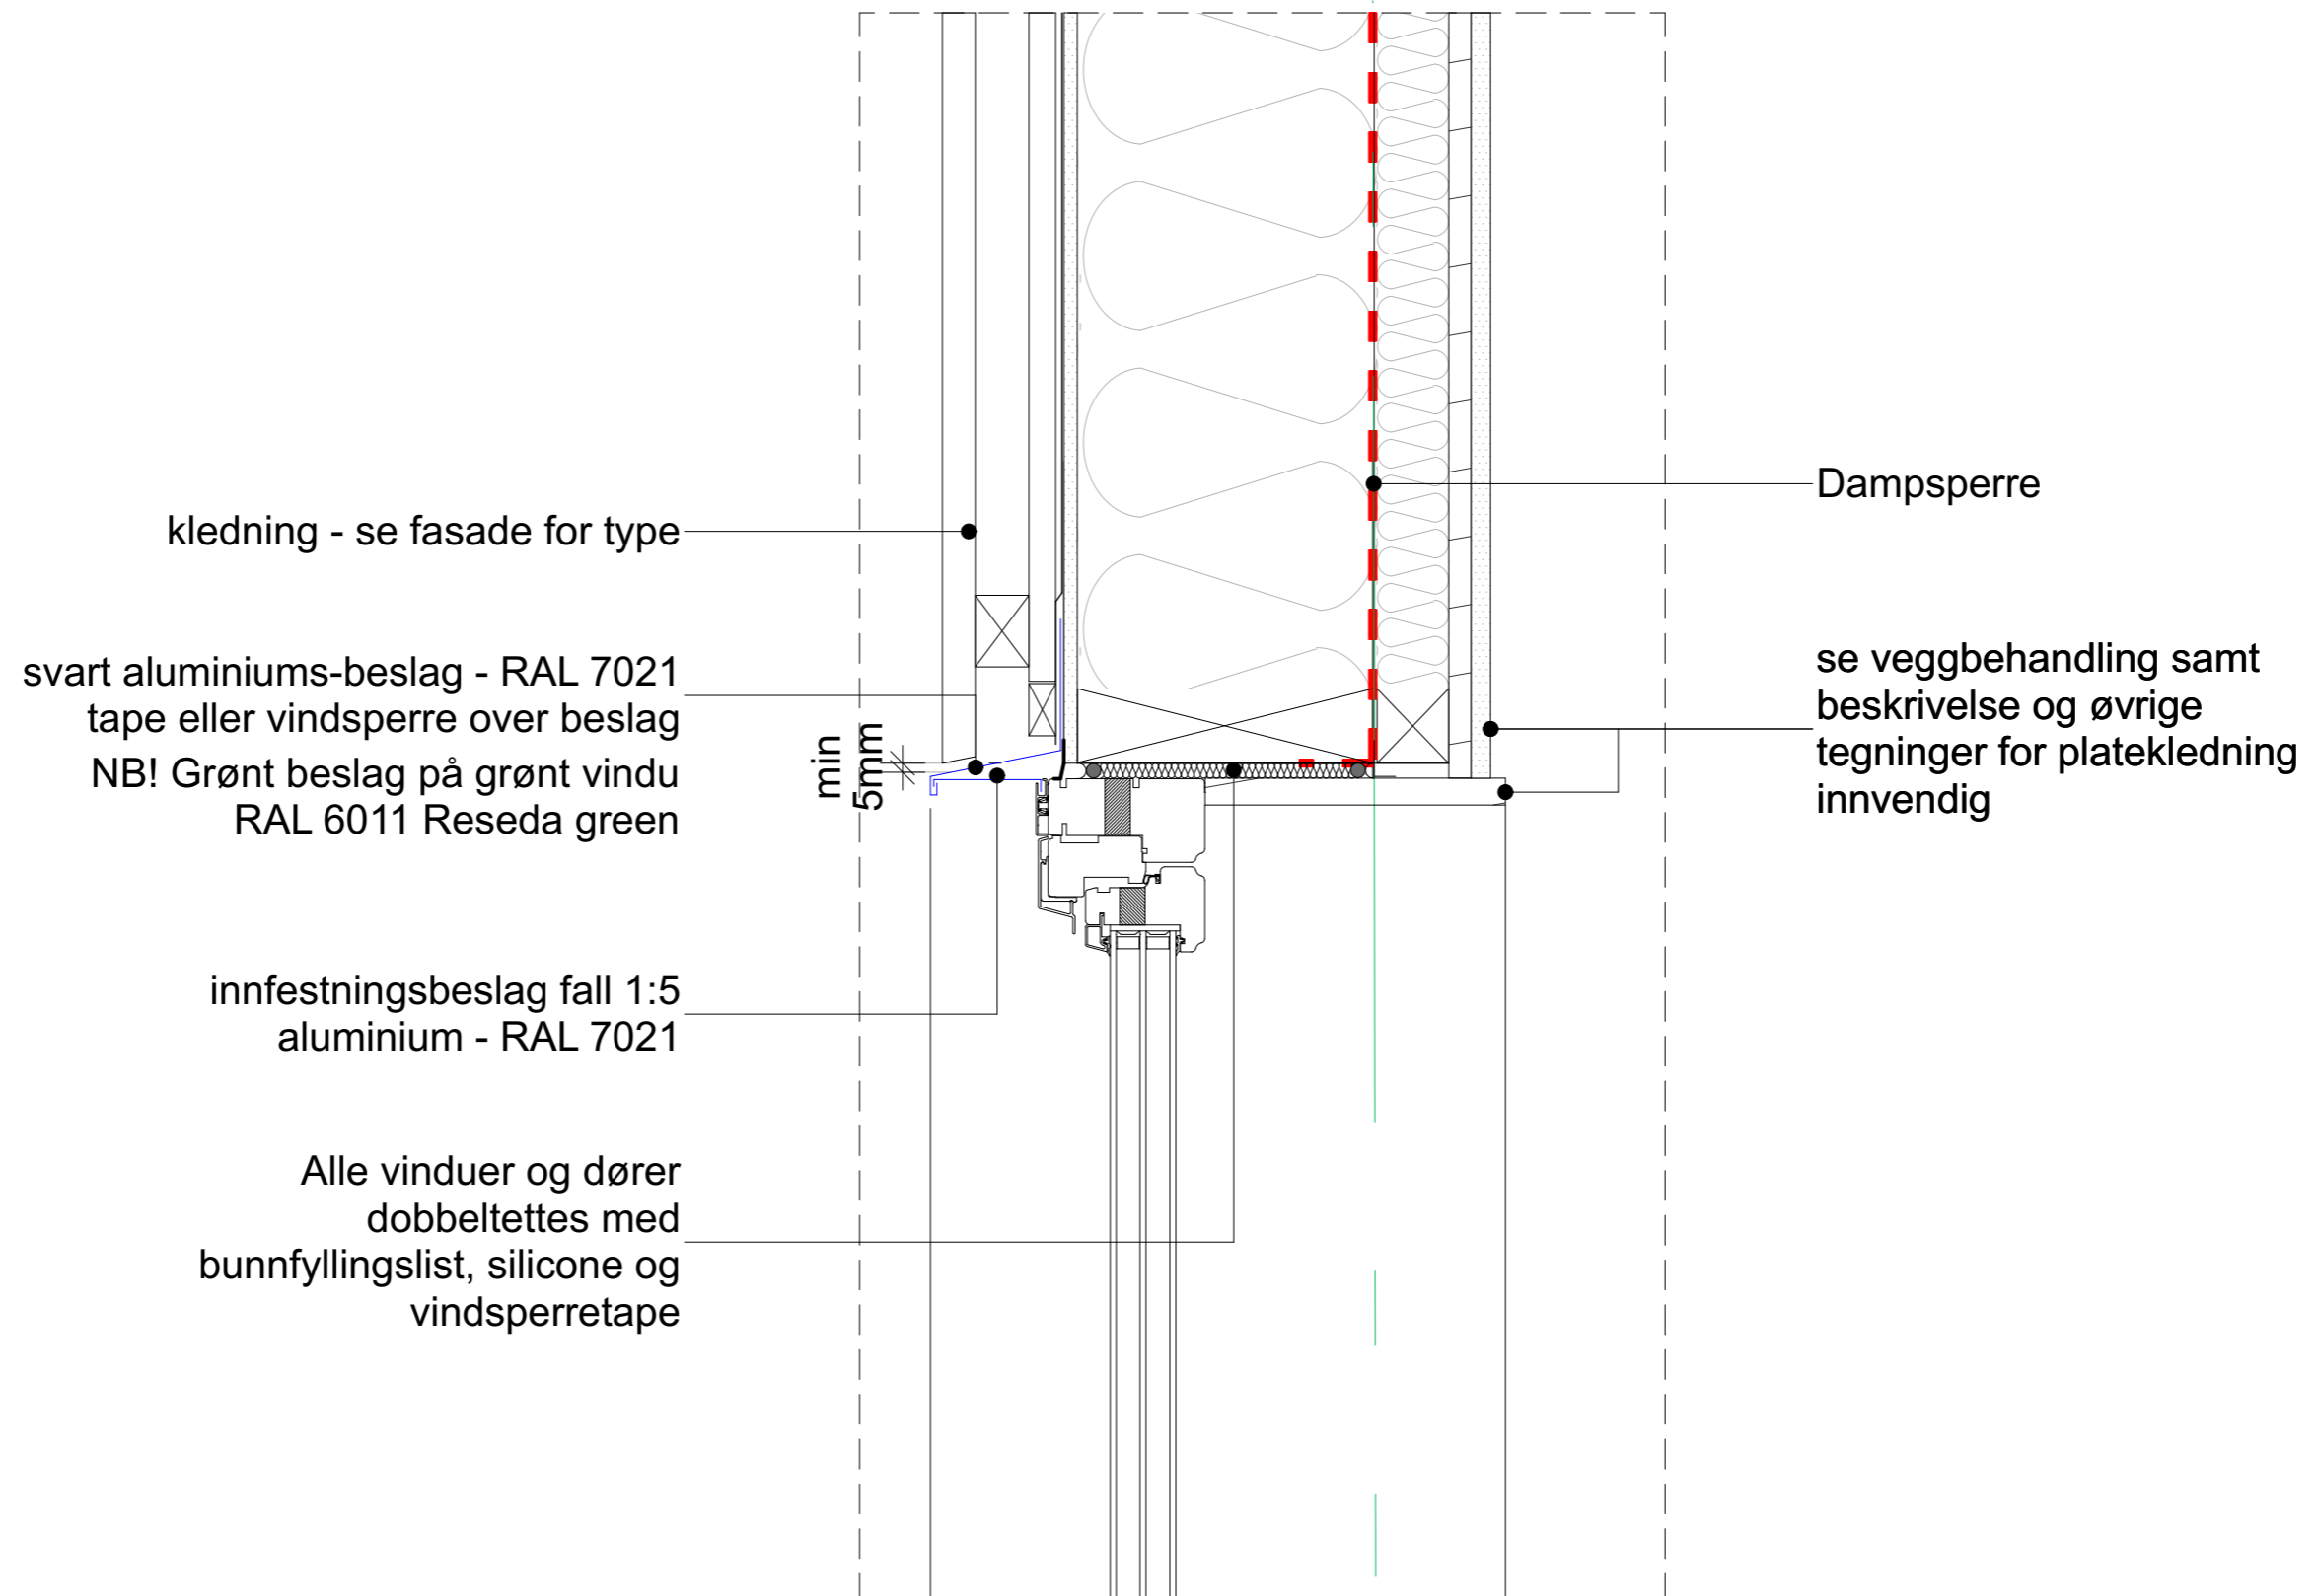 kledning - se fasade for type
svart aluminiums-beslag - RAL 7021
tape eller vindsperre over beslag
NB! Grønt beslag på grønt vindu
RAL 6011 Reseda green
min
5mm
innfestningsbeslag fall 1:5
aluminium - RAL 7021
Alle vinduer og dører
dobbeltettes med
bunnfyllingslist, silicone og
vindsperretape
Dampsperre
se veggbehandling samt
beskrivelse og øvrige
tegninger for platekledning
innvendig